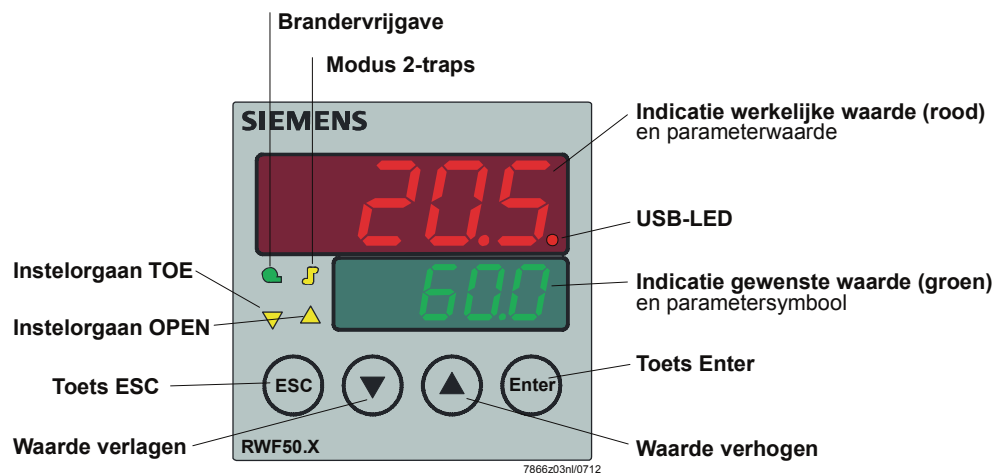 Brandervrijgave
Modus 2-traps
SIEMENS
Indicatie werkelijke waarde (rood)
en parameterwaarde
20.5.
USB-LED
Instelorgaan TOE
60.0
Indicatie gewenste waarde (groen)
en parametersymbool
Instelorgaan OPEN
Toets ESC
ESC
Enter
Toets Enter
Waarde verlagen
RWF50.X
Waarde verhogen
7866z03nl/0712